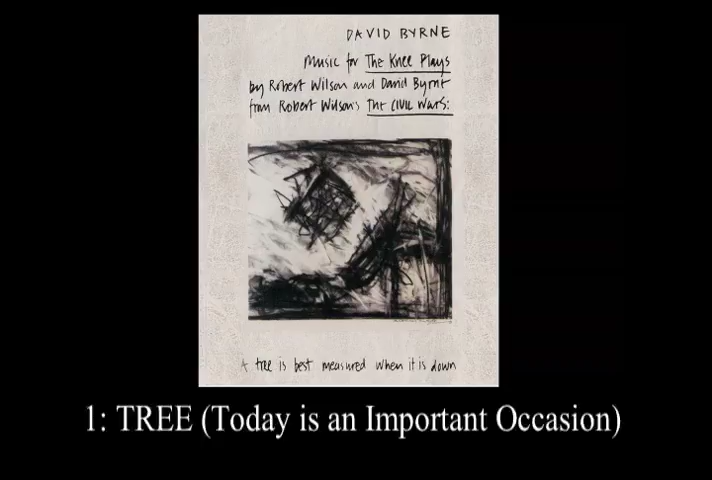 DAVID BYRNE
Music for The Knee Plays
by Robert Wilson and David Byrne
from Robert Wilson's The CIVIL WarS:
A tree is best measured when it is down
1: TREE (Today is an Important Occasion)